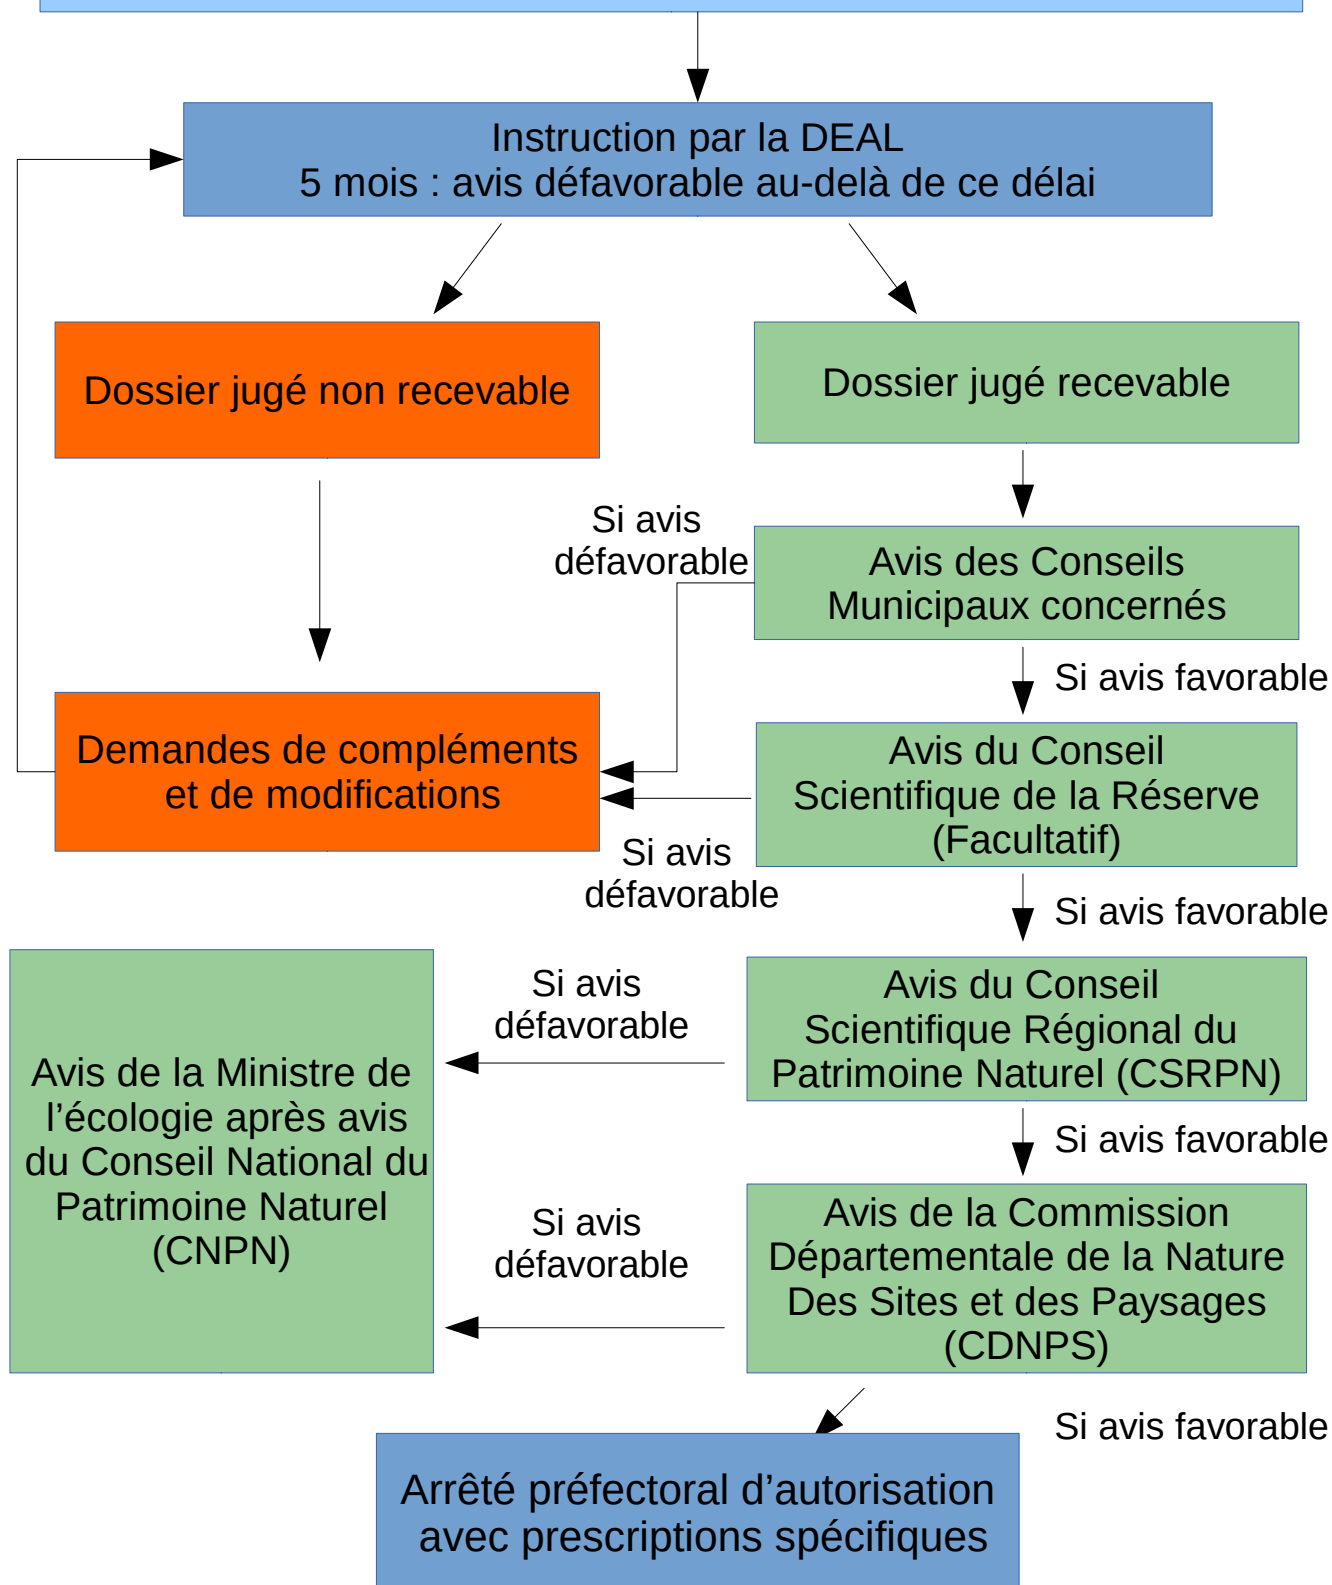 Instruction par la DEAL
5 mois : avis défavorable au-delà de ce délai
Dossier jugé non recevable
Dossier jugé recevable
Si avis
défavorable
Avis des Conseils
Municipaux concernés
Si avis favorable
Demandes de compléments
et de modifications
Avis du Conseil
Scientifique de la Réserve
(Facultatif)
Si avis
défavorable
Si avis favorable
Avis de la Ministre de
l’écologie après avis
du Conseil National du
Patrimoine Naturel
(CNPN)
Si avis
défavorable
Avis du Conseil
Scientifique Régional du
Patrimoine Naturel (CSRPN)
Si avis favorable
Si avis
défavorable
Avis de la Commission
Départementale de la Nature
Des Sites et des Paysages
(CDNPS)
Si avis favorable
Arrêté préfectoral d’autorisation
avec prescriptions spécifiques